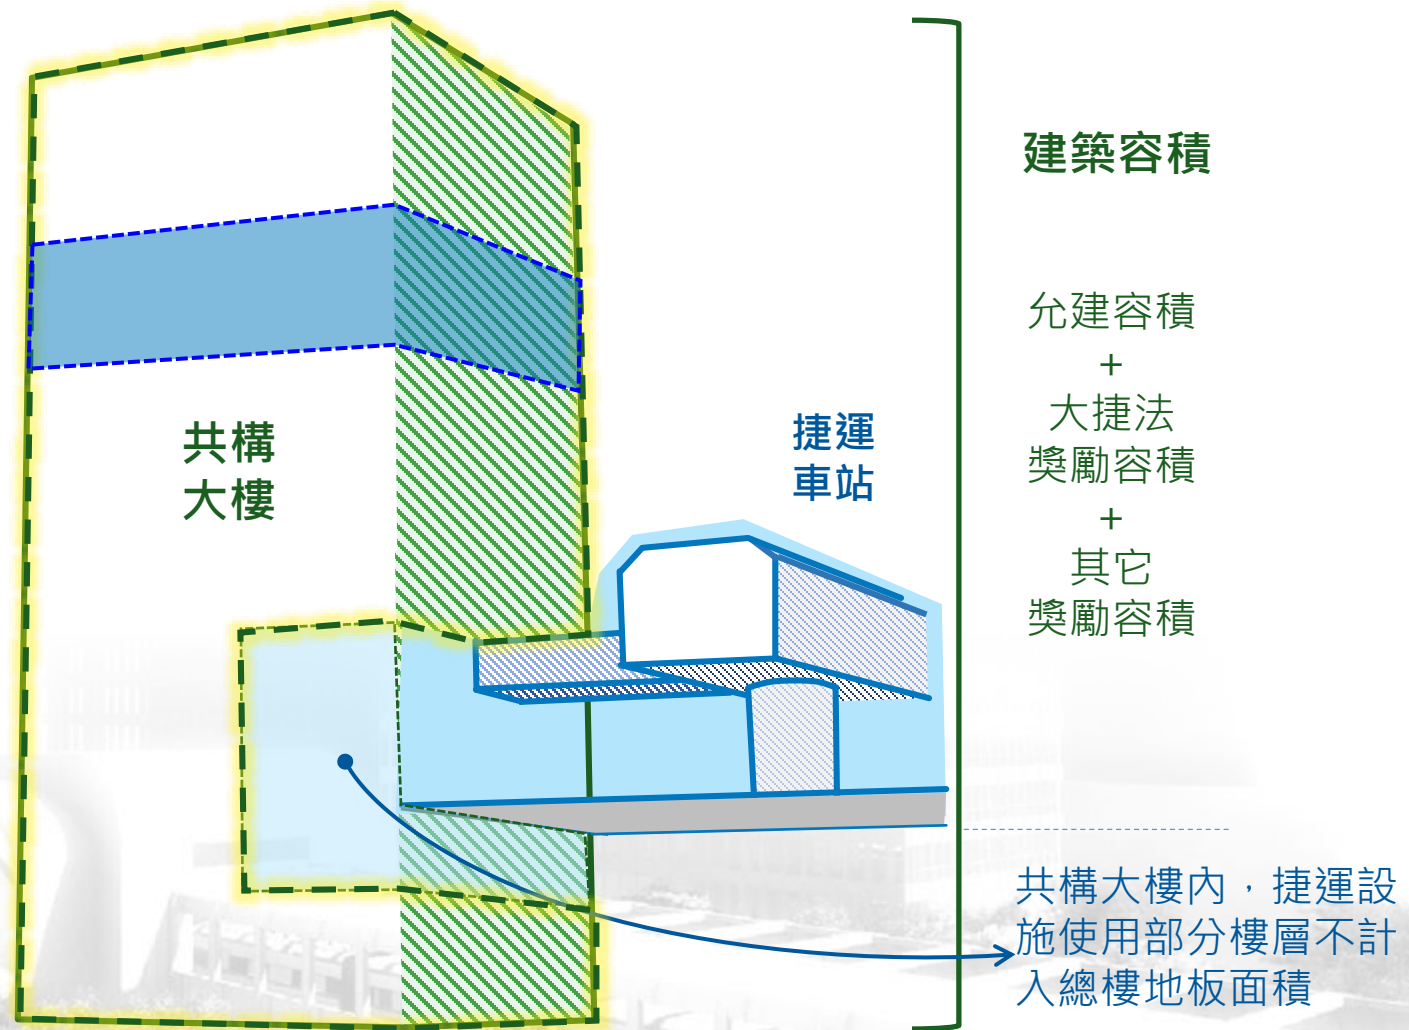 建築容積
允建容積
+
大捷法
獎勵容積
+
其它
獎勵容積
共構
大樓
捷運
車站
共構大樓內，捷運設
施使用部分樓層不計
入總樓地板面積